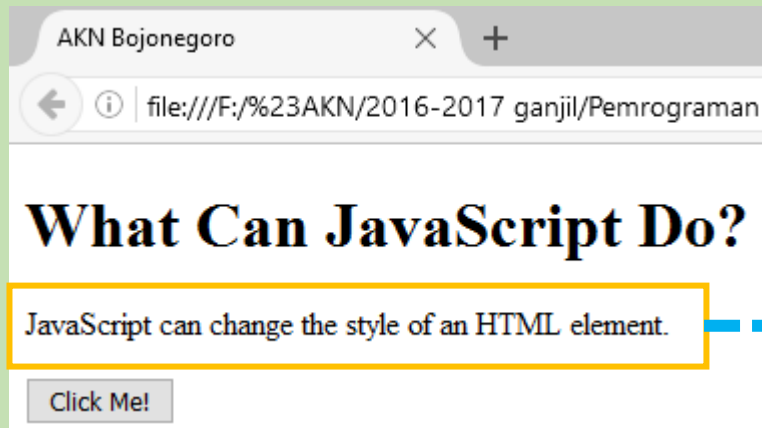 AKN Bojonegoro
file:///F:/%23AKN/2016-2017 ganjil/Pemrograman
What Can JavaScript Do?
JavaScript can change the style of an HTML element.
Click Me!